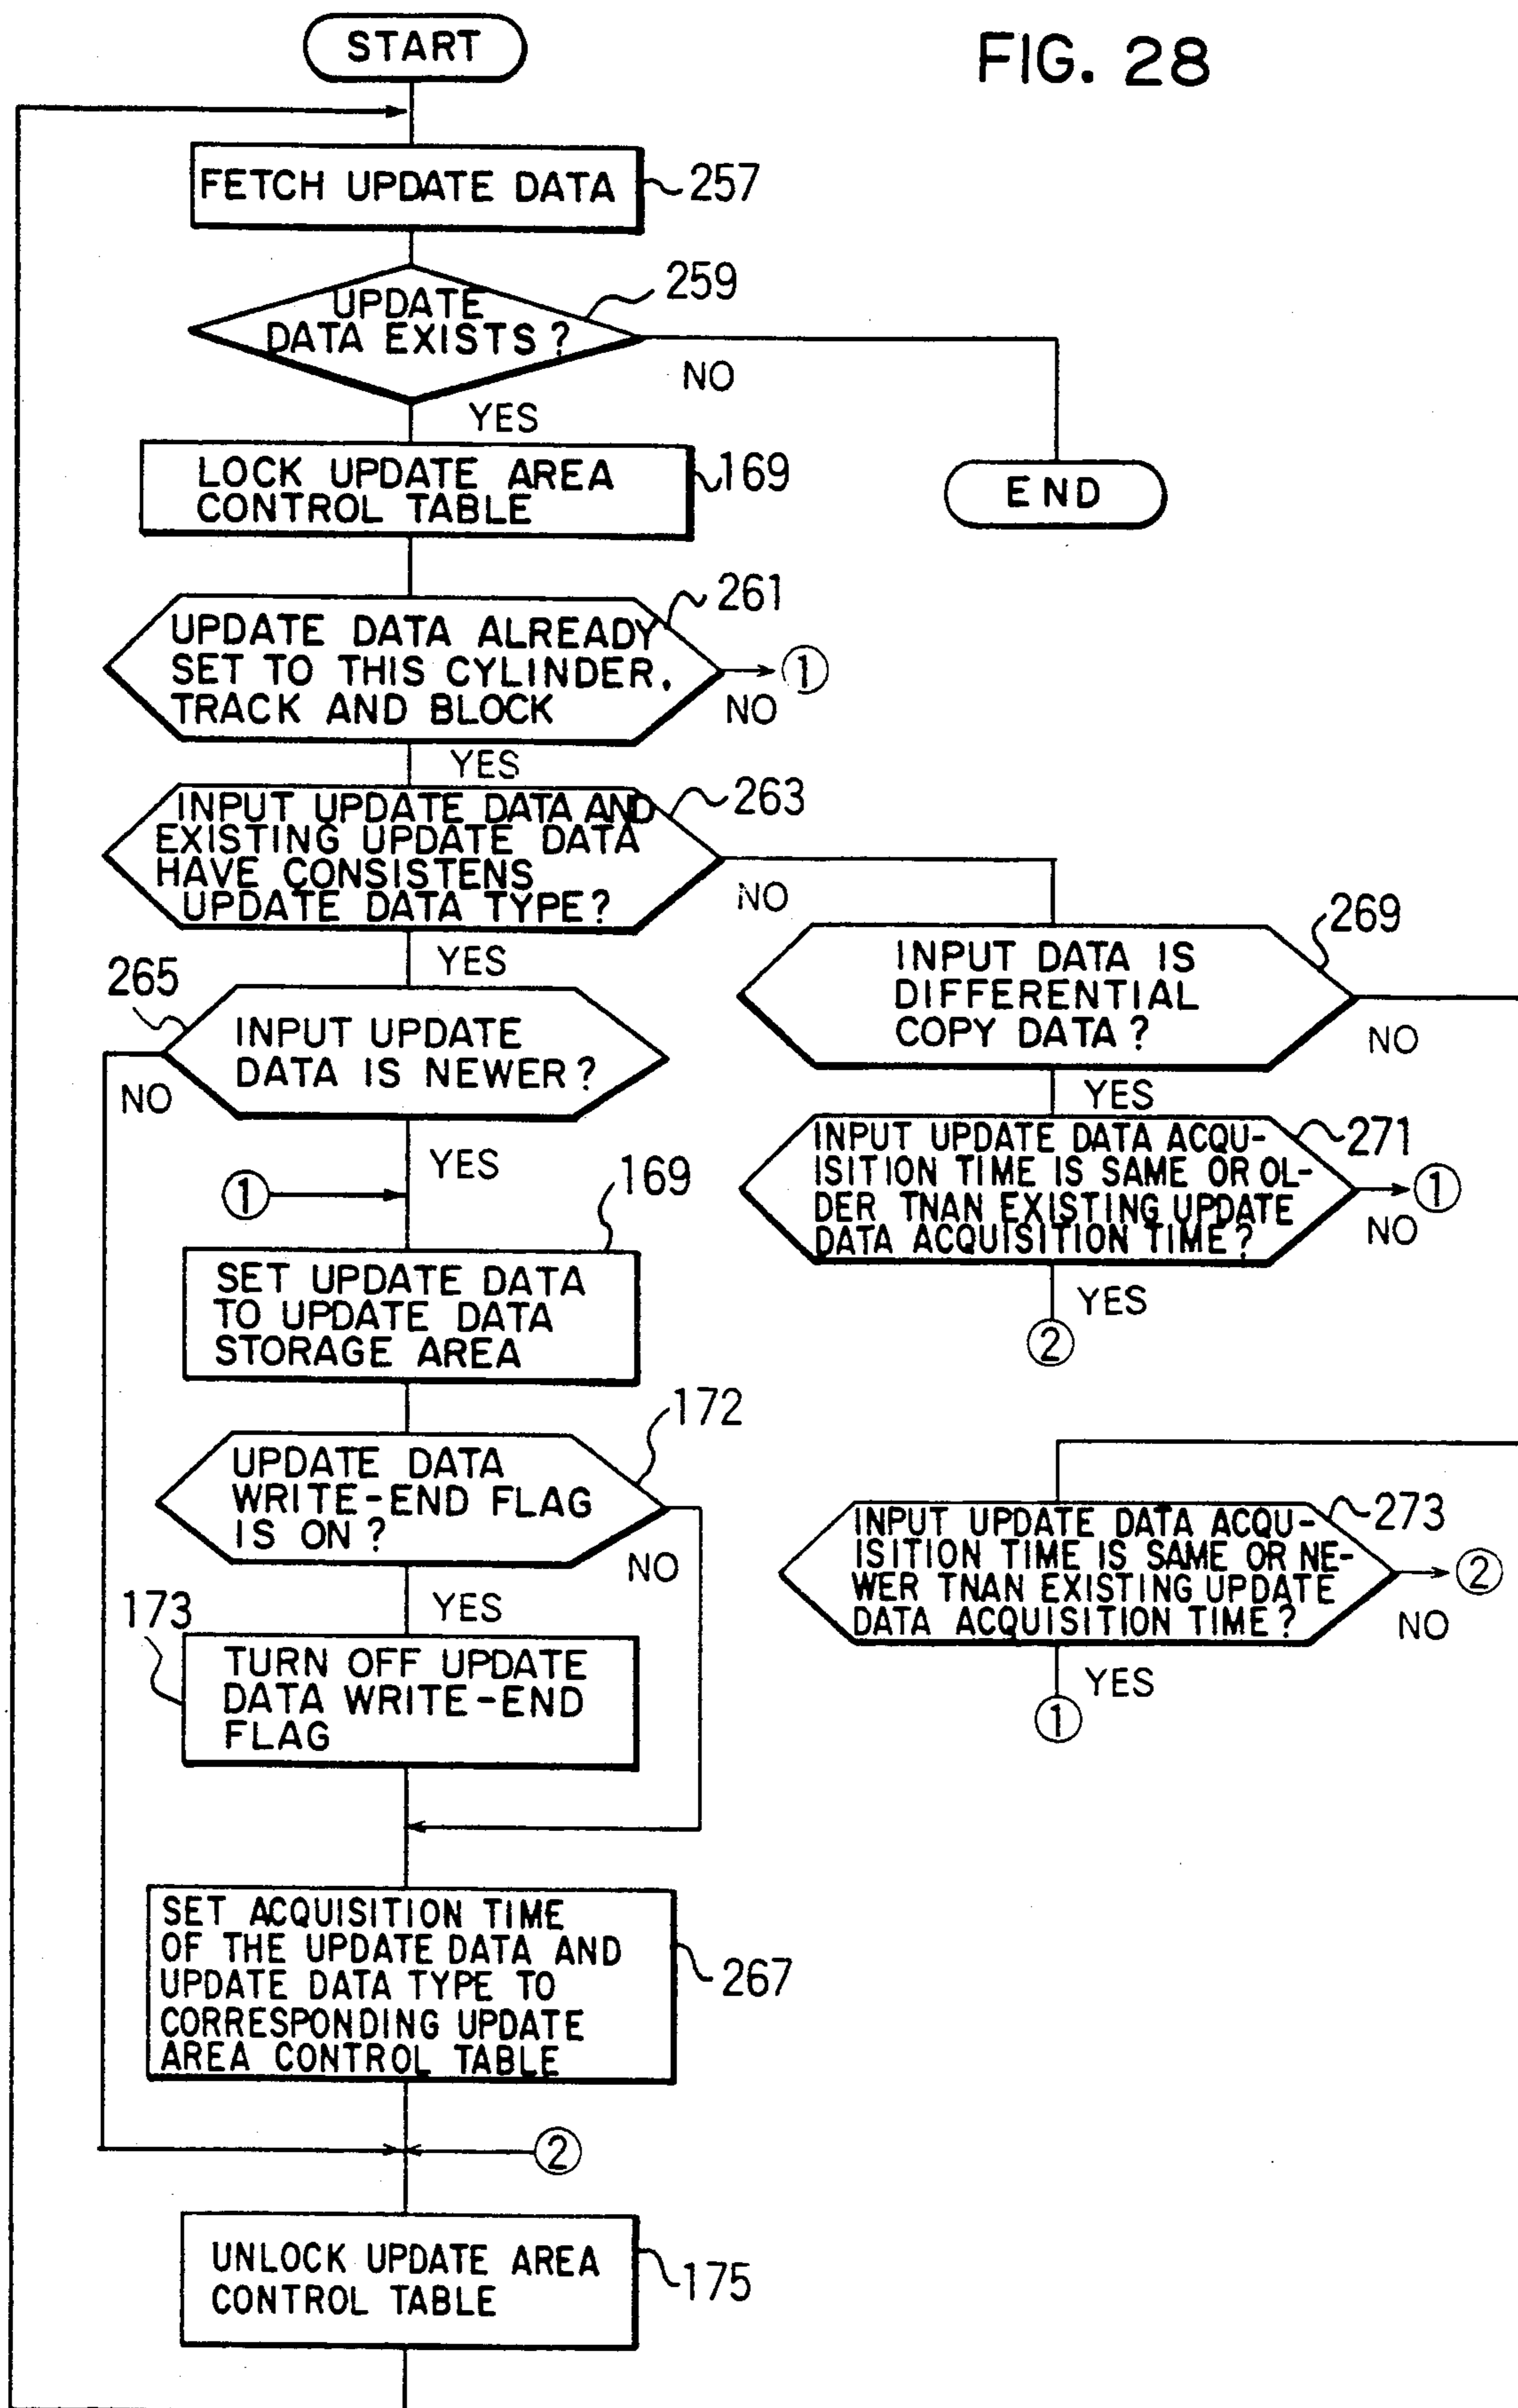 START
FIG. 28
FETCH UPDATE DATA
257
UPDATE
DATA EXISTS?
259
NO
YES
LOCK UPDATE AREA
CONTROL TABLE
169
END
UPDATE DATA ALREADY
SET TO THIS CYLINDER,
TRACK AND BLOCK
261
1
NO
YES
INPUT UPDATE DATA AND
EXISTING UPDATE DATA
HAVE CONSISTENS
UPDATE DATA TYPE?
263
NO
YES
265
INPUT UPDATE
DATA IS NEWER?
NO
YES
INPUT DATA IS
DIFFERENTIAL
COPY DATA?
269
NO
YES
INPUT UPDATE DATA ACQU-
ISITION TIME IS SAME OR OL-
DER TNAN EXISTING UPDATE
DATA ACQUISITION TIME?
271
1
NO
YES
2
1
169
SET UPDATE DATA
TO UPDATE DATA
STORAGE AREA
172
UPDATE DATA
WRITE-END FLAG
IS ON?
NO
YES
INPUT UPDATE DATA ACQU-
ISITION TIME IS SAME OR NE-
WER TNAN EXISTING UPDATE
DATA ACQUISITION TIME?
273
2
NO
YES
1
173
TURN OFF UPDATE
DATA WRITE-END
FLAG
SET ACQUISITION TIME
OF THE UPDATE DATA AND
UPDATE DATA TYPE TO
CORRESPONDING UPDATE
AREA CONTROL TABLE
267
2
UNLOCK UPDATE AREA
CONTROL TABLE
175